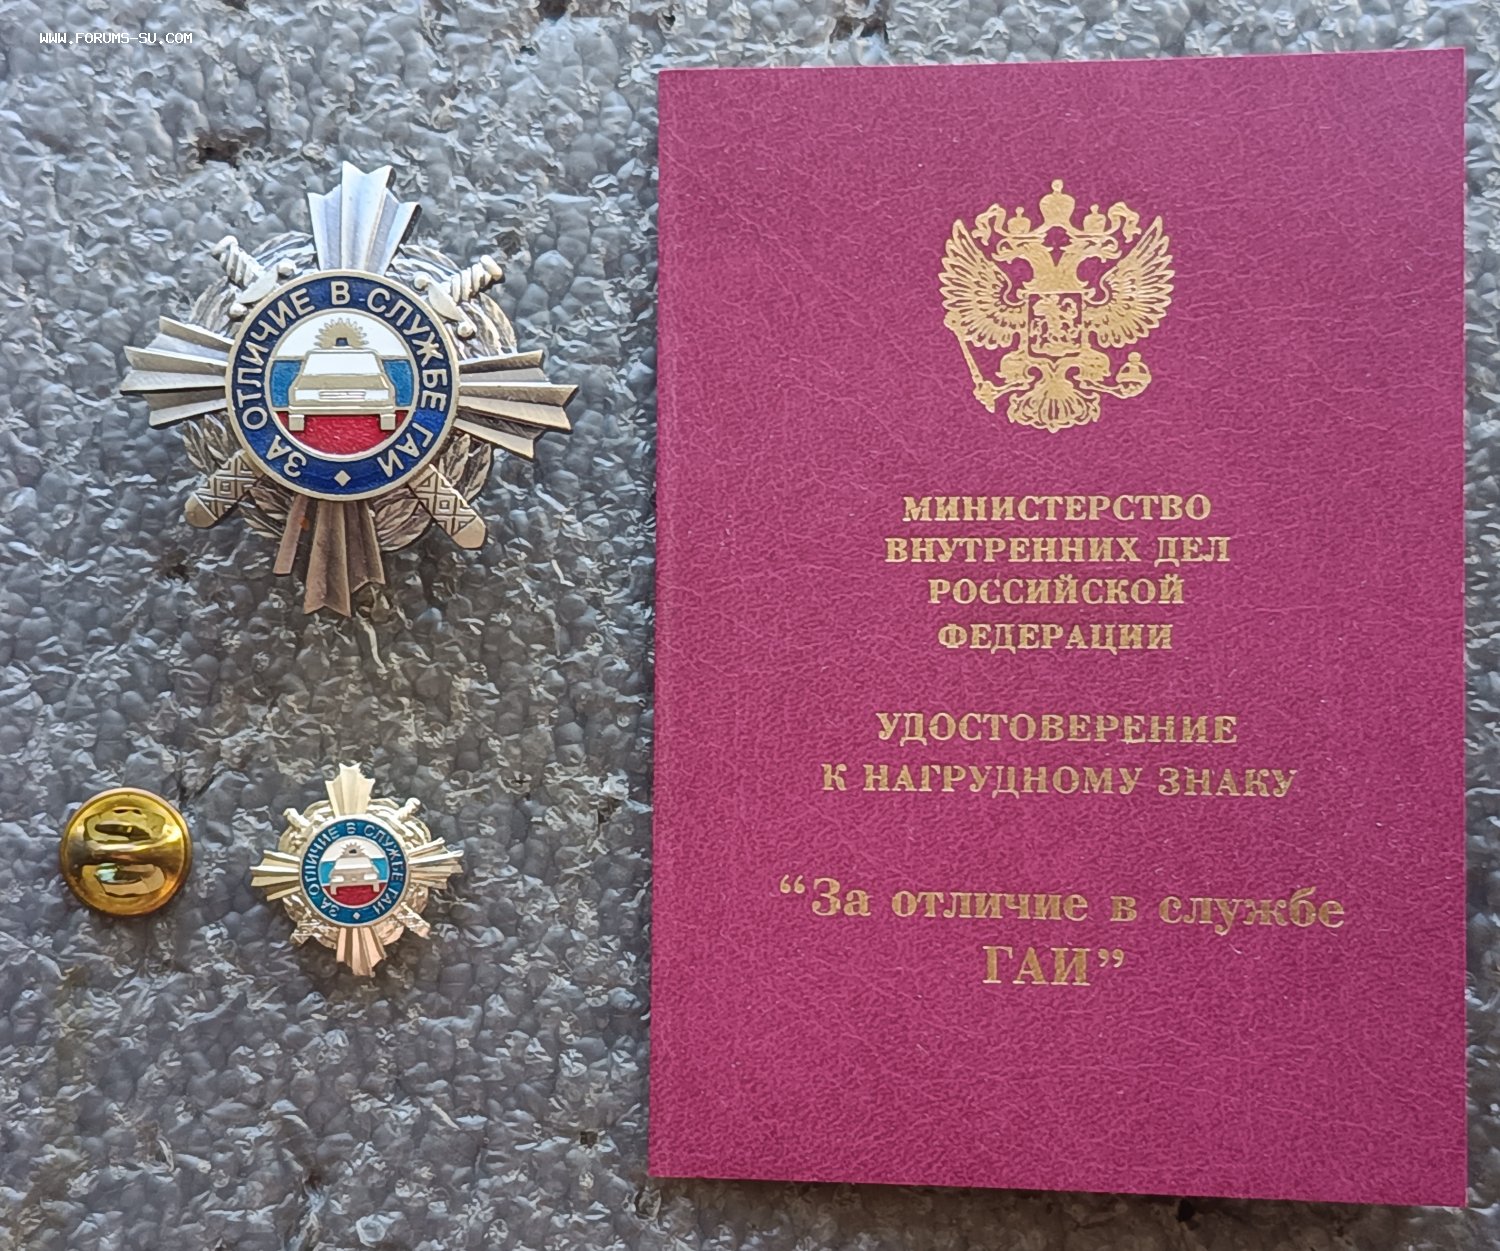 WWW.FORUMS-SU.COM
ЗА ОТЛИЧИЕ В СЛУЖБЕ ГАИ
ЗА ОТЛИЧИЕ В СЛУЖБЕ ГАИ
МИНИСТЕРСТВО
ВНУТРЕННИХ ДЕЛ
РОССИЙСКОЙ
ФЕДЕРАЦИИ
УДОСТОВЕРЕНИЕ
К НАГРУДНОМУ ЗНАКУ
“За отличие в службе
ГАИ”